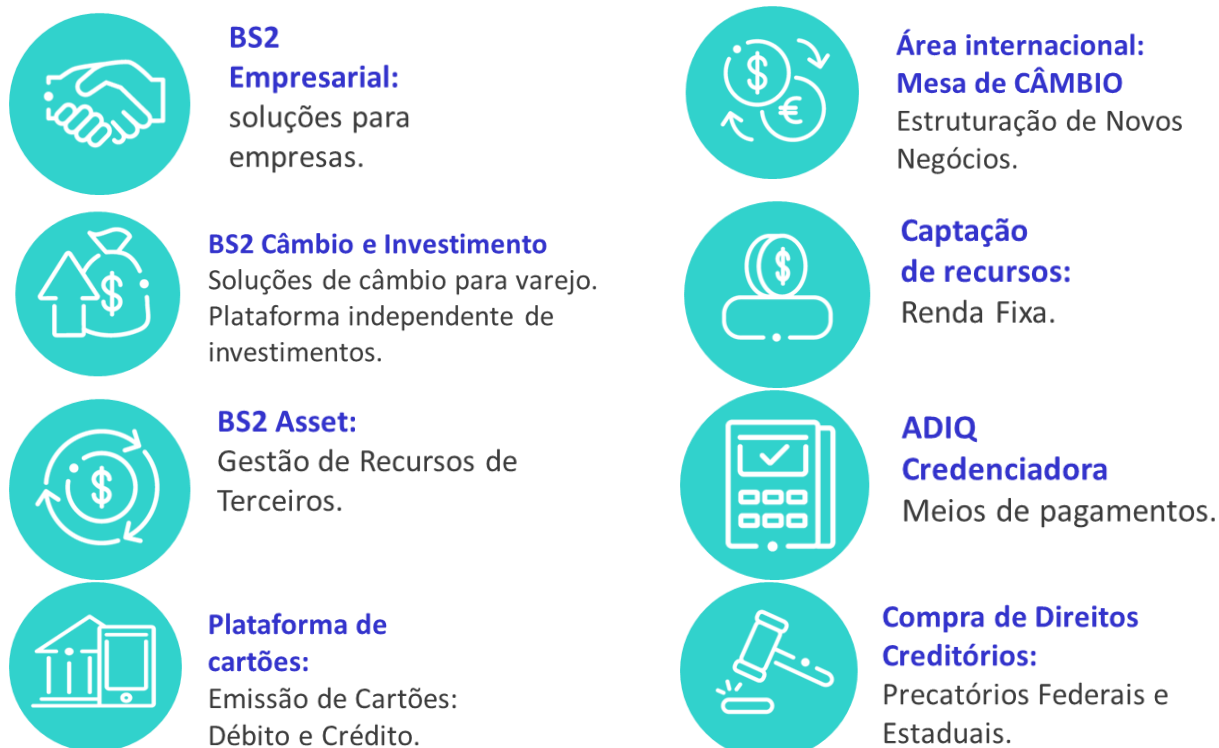 BS2
Empresarial:
soluções para
empresas.
BS2 Câmbio e Investimento
Soluções de câmbio para varejo.
Plataforma independente de
investimentos.
BS2 Asset:
Gestão de Recursos de
Terceiros.
Plataforma de
cartões:
Emissão de Cartões:
Débito e Crédito.
Área internacional:
Mesa de CÂMBIO
Estruturação de Novos
Negócios.
Captação
de recursos:
Renda Fixa.
ADIQ
Credenciadora
Meios de pagamentos.
Compra de Direitos
Creditórios:
Precatórios Federais e
Estaduais.
$
€
$
$
$